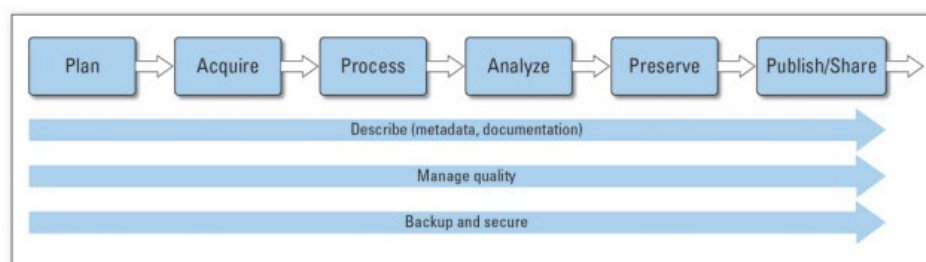 Plan
Acquire
Process
Analyze
Preserve
Publish/Share
Describe (metadata, documentation)
Manage quality
Backup and secure